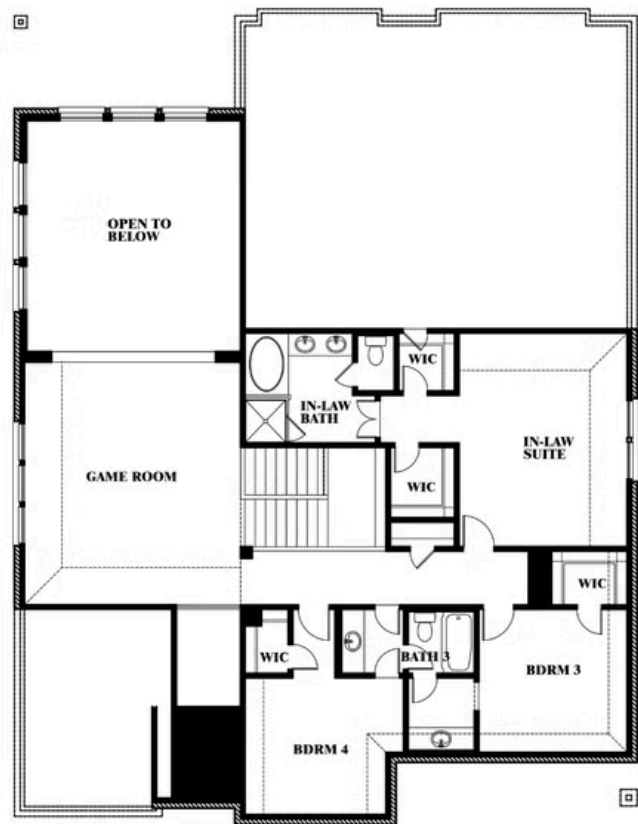 OPEN TO
BELOW
WIC
IN-LAW
BATH
IN-LAW
SUITE
GAME ROOM
WIC
WIC
WIC
BATH 3
BDRM 3
BDRM 4